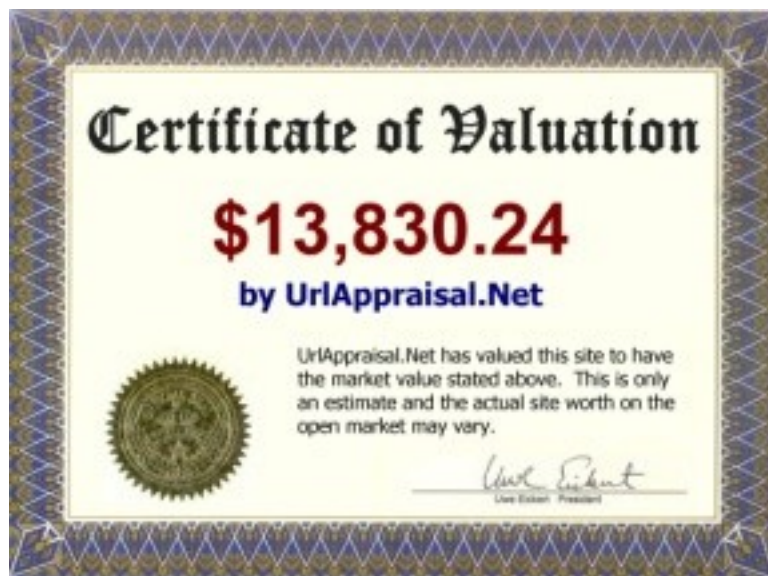 Certificate of Valuation
$13,830.24
by UrlAppraisal.Net
UrlAppraisal.Net has valued this site to have
the market value stated above. This is only
an estimate and the actual site worth on the
open market may vary.
Uwe Eickert
Uwe Eickert President